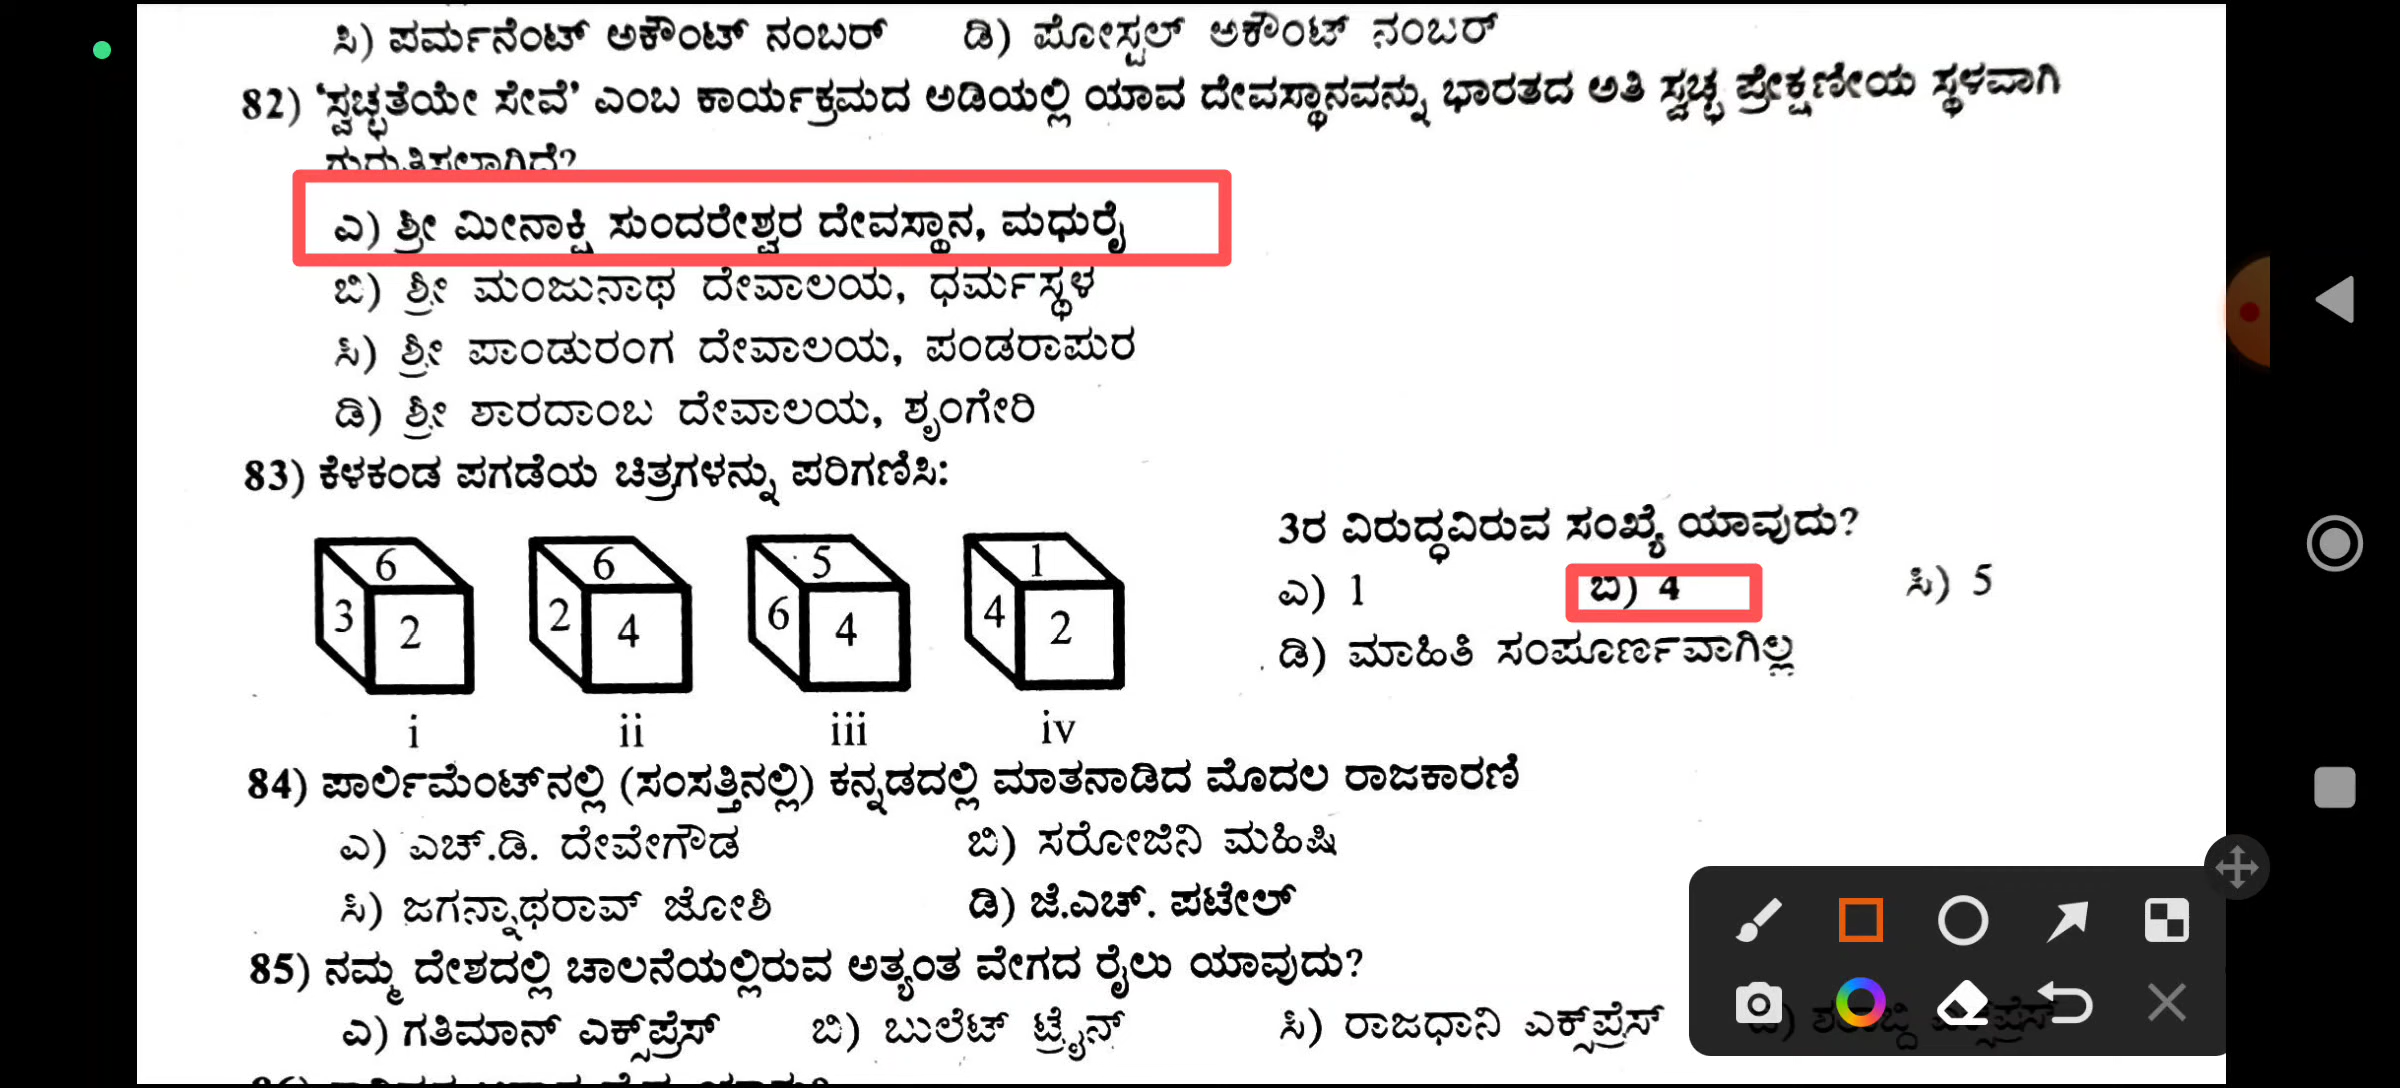 ಸಿ) ಪರ್ಮನೆಂಟ್ ಅಕೌಂಟ್ ನಂಬರ್ ಡಿ) ಪೋಸ್ಟಲ್ ಅಕೌಂಟ್ ನಂಬರ್
82) ‘ಸ್ವಚ್ಛತೆಯೇ ಸೇವೆ’ ಎಂಬ ಕಾರ್ಯಕ್ರಮದ ಅಡಿಯಲ್ಲಿ ಯಾವ ದೇವಸ್ಥಾನವನ್ನು ಭಾರತದ ಅತಿ ಸ್ವಚ್ಛ ಪ್ರೇಕ್ಷಣೀಯ ಸ್ಥಳವಾಗಿ
ಗುರುತಿಸಲಾಗಿದೆ?
ಎ) ಶ್ರೀ ಮೀನಾಕ್ಷಿ ಸುಂದರೇಶ್ವರ ದೇವಸ್ಥಾನ, ಮಧುರೈ
ಬಿ) ಶ್ರೀ ಮಂಜುನಾಥ ದೇವಾಲಯ, ಧರ್ಮಸ್ಥಳ
ಸಿ) ಶ್ರೀ ಪಾಂಡುರಂಗ ದೇವಾಲಯ, ಪಂಡರಾಪುರ
ಡಿ) ಶ್ರೀ ಶಾರದಾಂಬ ದೇವಾಲಯ, ಶೃಂಗೇರಿ
83) ಕೆಳಕಂಡ ಪಗಡೆಯ ಚಿತ್ರಗಳನ್ನು ಪರಿಗಣಿಸಿ:
6 3 2
6 2 4
5 6 4
1 4 2
i ii iii iv
3ರ ವಿರುದ್ಧವಿರುವ ಸಂಖ್ಯೆ ಯಾವುದು?
ಎ) 1 ಬಿ) 4 ಸಿ) 5
ಡಿ) ಮಾಹಿತಿ ಸಂಪೂರ್ಣವಾಗಿಲ್ಲ
84) ಪಾರ್ಲಿಮೆಂಟ್‌ನಲ್ಲಿ (ಸಂಸತ್ತಿನಲ್ಲಿ) ಕನ್ನಡದಲ್ಲಿ ಮಾತನಾಡಿದ ಮೊದಲ ರಾಜಕಾರಣಿ
ಎ) ಎಚ್.ಡಿ. ದೇವೇಗೌಡ ಬಿ) ಸರೋಜಿನಿ ಮಹಿಷಿ
ಸಿ) ಜಗನ್ನಾಥರಾವ್ ಜೋಶಿ ಡಿ) ಜೆ.ಎಚ್. ಪಟೇಲ್
85) ನಮ್ಮ ದೇಶದಲ್ಲಿ ಚಾಲನೆಯಲ್ಲಿರುವ ಅತ್ಯಂತ ವೇಗದ ರೈಲು ಯಾವುದು?
ಎ) ಗತಿಮಾನ್ ಎಕ್ಸ್‌ಪ್ರೆಸ್ ಬಿ) ಬುಲೆಟ್ ಟ್ರೈನ್ ಸಿ) ರಾಜಧಾನಿ ಎಕ್ಸ್‌ಪ್ರೆಸ್